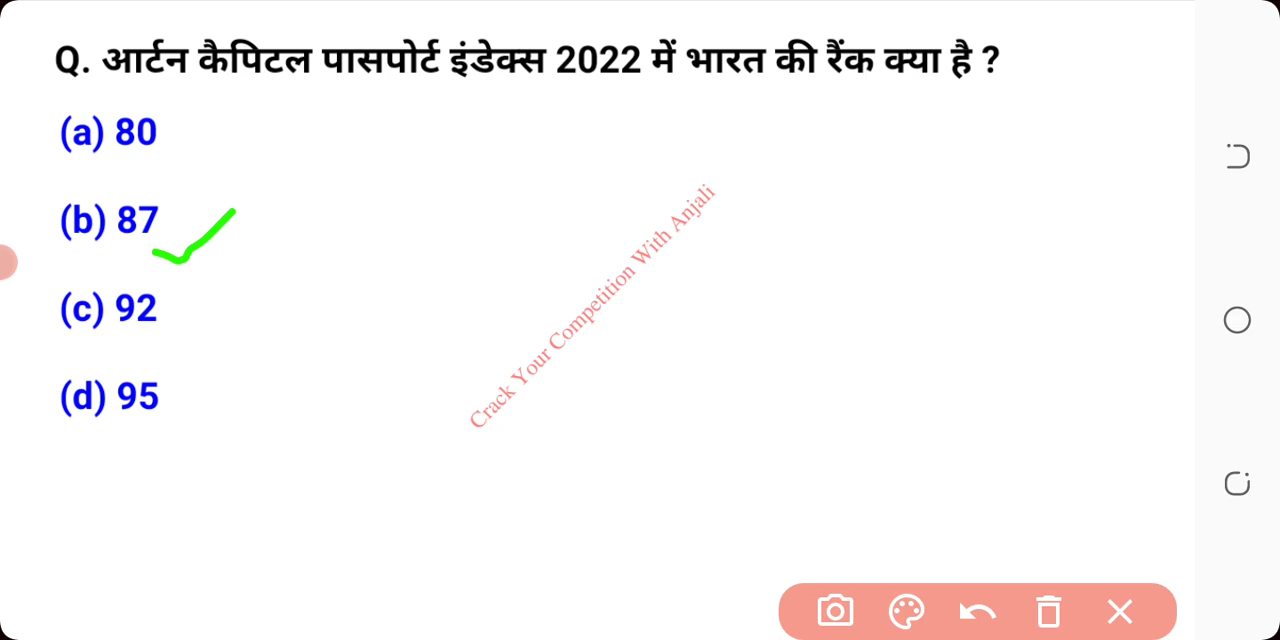 Q. आर्टन कैपिटल पासपोर्ट इंडेक्स 2022 में भारत की रैंक क्या है ?
(a) 80
(b) 87
(c) 92
(d) 95
Crack Your Competition With Anjali